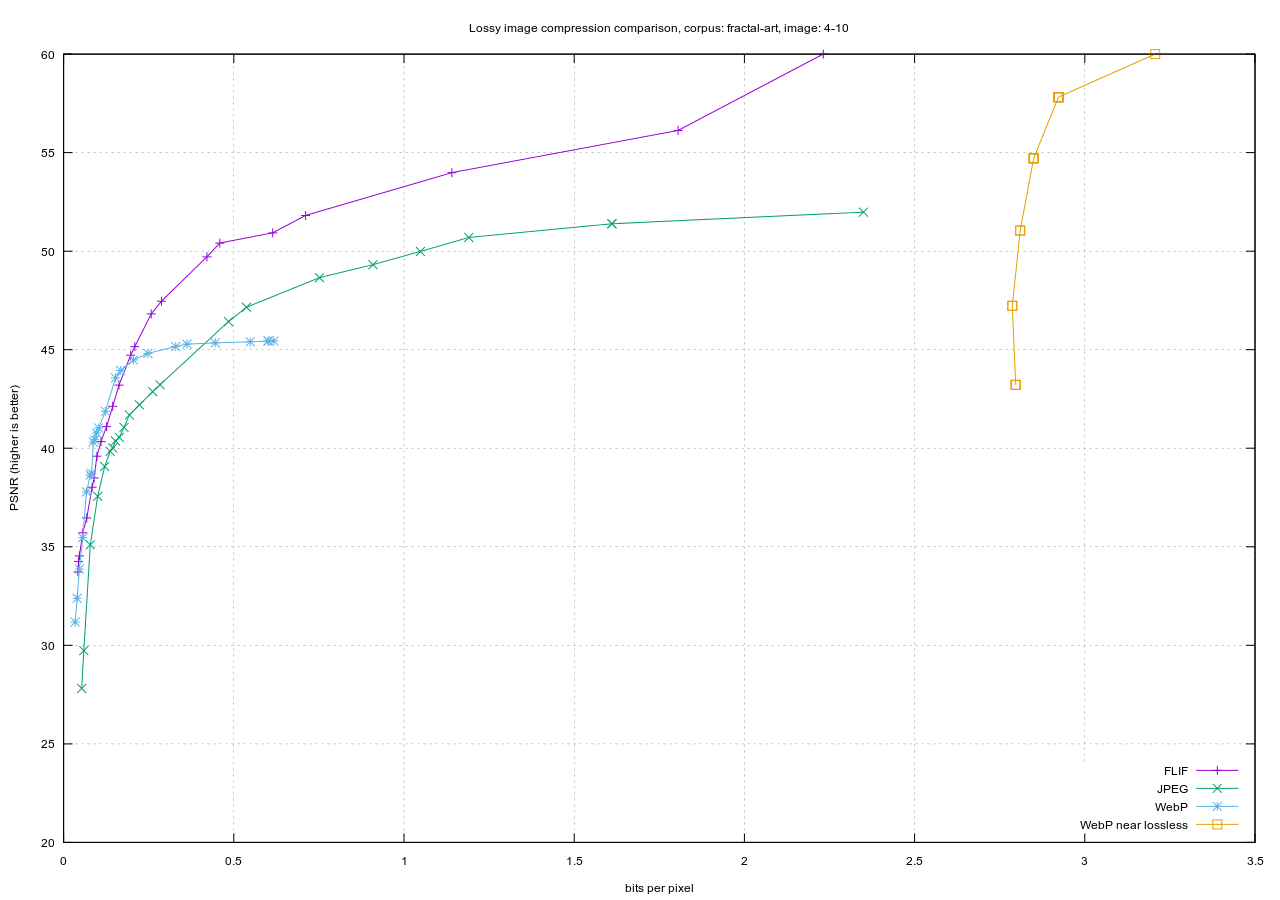 Lossy image compression comparison, corpus: fractal-art, image: 4-10
60
55
50
45
40
35
30
25
20
PSNR (higher is better)
FLIF
JPEG
WebP
WebP near lossless
0 0.5 1 1.5 2 2.5 3 3.5
bits per pixel